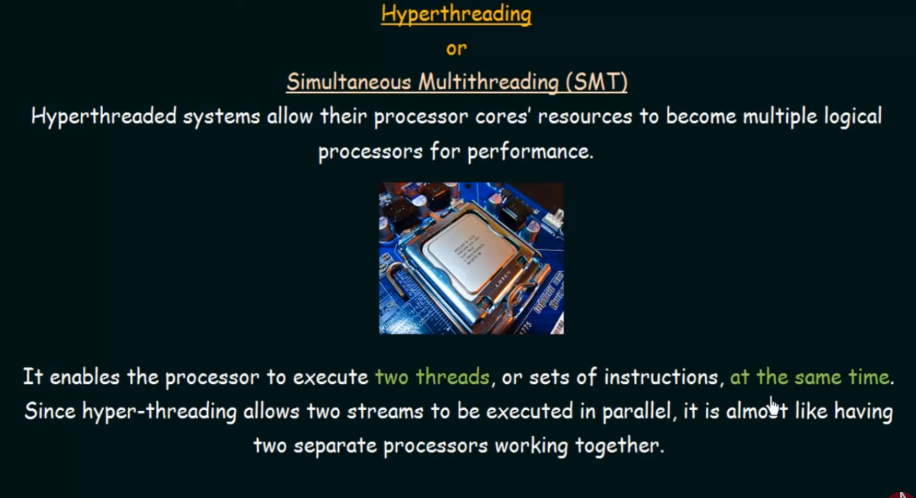 Hyperthreading
or
Simultaneous Multithreading (SMT)
Hyperthreaded systems allow their processor cores' resources to become multiple logical
processors for performance.
It enables the processor to execute two threads, or sets of instructions, at the same time.
Since hyper-threading allows two streams to be executed in parallel, it is almost like having
two separate processors working together.